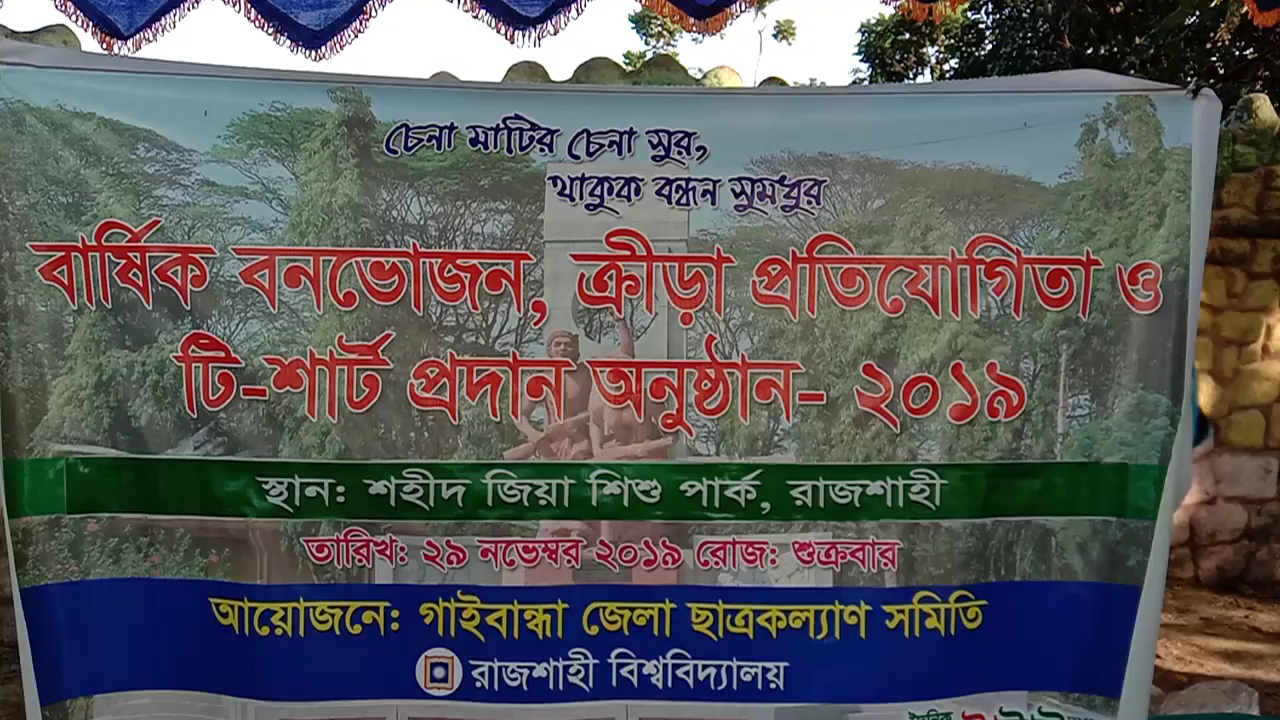 চেনা মাটির চেনা সুর,
থাকুক বন্ধন সুমধুর
বার্ষিক বনভোজন, ক্রীড়া প্রতিযোগিতা ও
টি-শার্ট প্রদান অনুষ্ঠান- ২০১৯
স্থান: শহীদ জিয়া শিশু পার্ক, রাজশাহী
তারিখ: ২৯ নভেম্বর ২০১৯ রোজ: শুক্রবার
আয়োজনে: গাইবান্ধা জেলা ছাত্রকল্যাণ সমিতি
রাজশাহী বিশ্ববিদ্যালয়